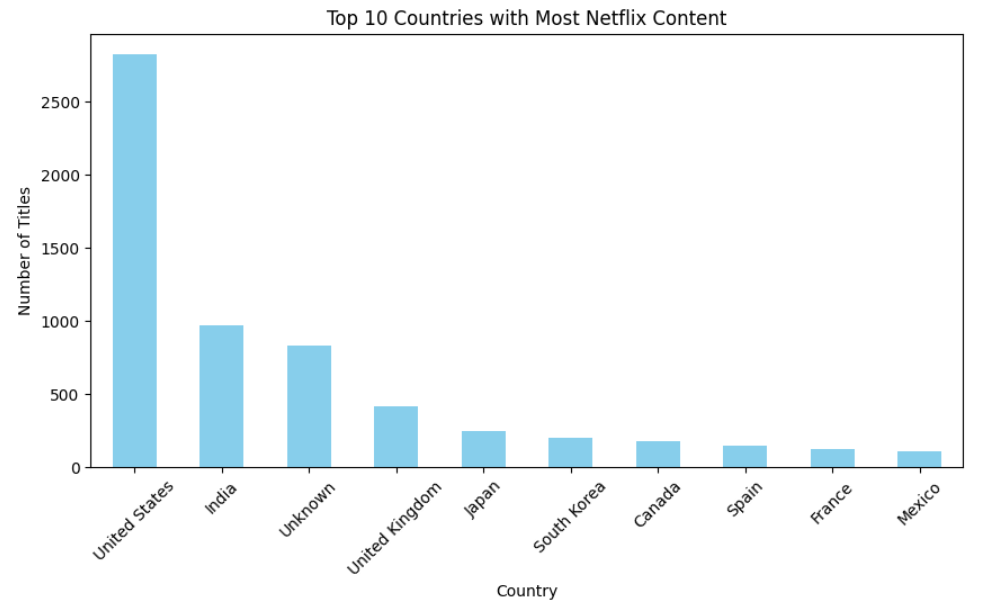 Top 10 Countries with Most Netflix Content
Number of Titles
2500
2000
1500
1000
500
0
United States
India
Unknown
United Kingdom
Japan
South Korea
Canada
Spain
France
Mexico
Country